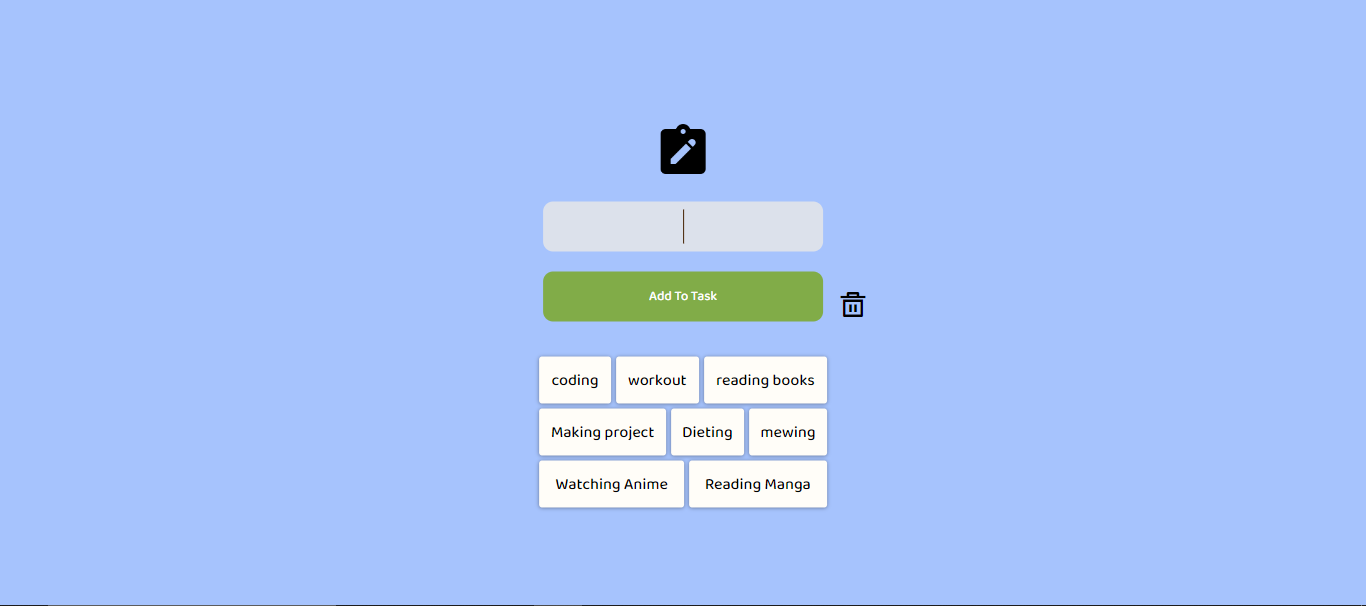 Add To Task
coding workout reading books
Making project Dieting mewing
Watching Anime Reading Manga